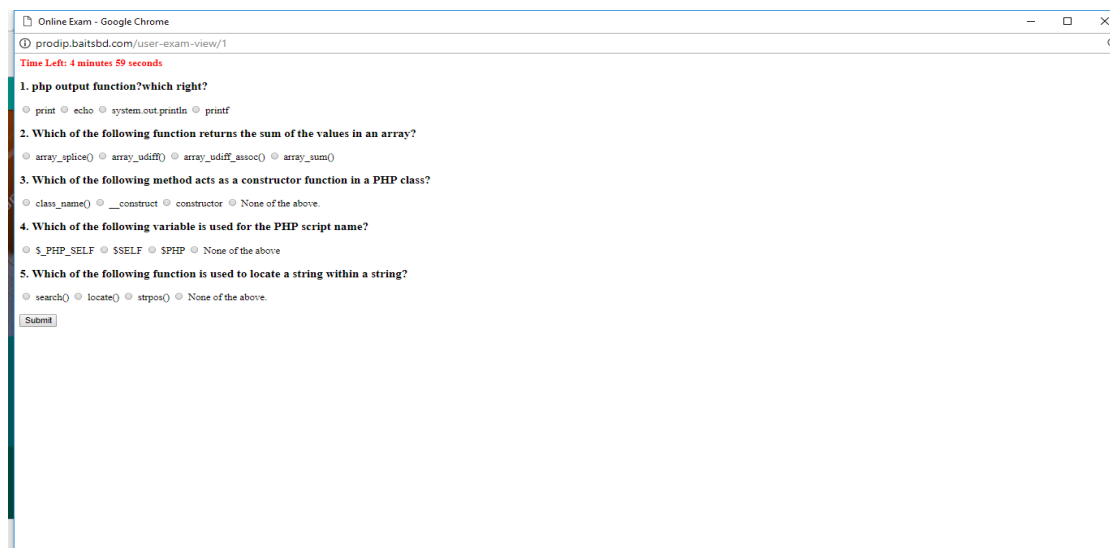 Online Exam - Google Chrome
prodip.baitsbd.com/user-exam-view/1
Time Left: 4 minutes 59 seconds
1. php output function?which right?
print echo system.out.println printf
2. Which of the following function returns the sum of the values in an array?
array_splice() array_udiff() array_udiff_assoc() array_sum()
3. Which of the following method acts as a constructor function in a PHP class?
class_name() __construct constructor None of the above.
4. Which of the following variable is used for the PHP script name?
$_PHP_SELF $SELF $PHP None of the above
5. Which of the following function is used to locate a string within a string?
search() locate() strpos() None of the above.
Submit